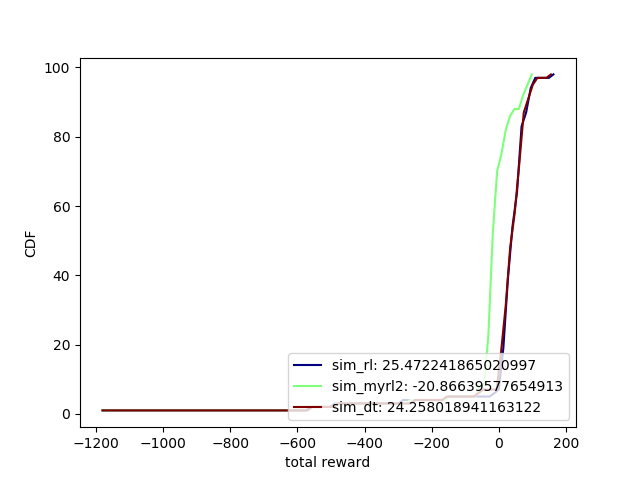 100
80
60
40
20
0
CDF
sim_rl: 25.472241865020997
sim_myrl2: -20.86639577654913
sim_dt: 24.258018941163122
−1200 −1000 −800 −600 −400 −200 0 200
total reward